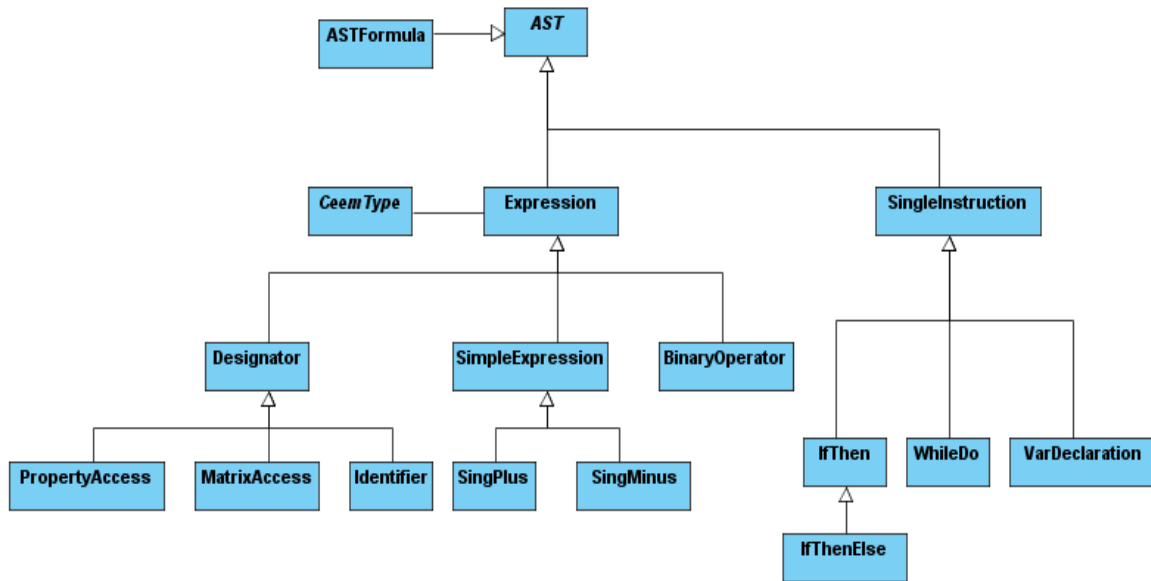 AST
ASTFormula
CeemType
Expression
SingleInstruction
Designator
SimpleExpression
BinaryOperator
PropertyAccess
MatrixAccess
Identifier
SingPlus
SingMinus
IfThen
WhileDo
VarDeclaration
IfThenElse